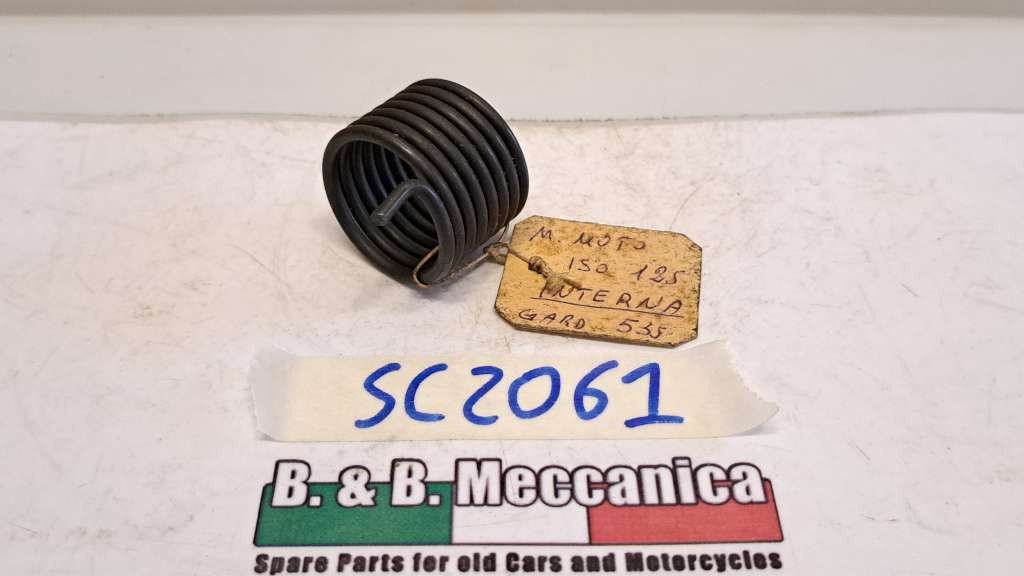 M. MOTO
ISO 125
INTERNA
GARD 535
SC2061
B. & B. Meccanica
Spare Parts for old Cars and Motorcycles